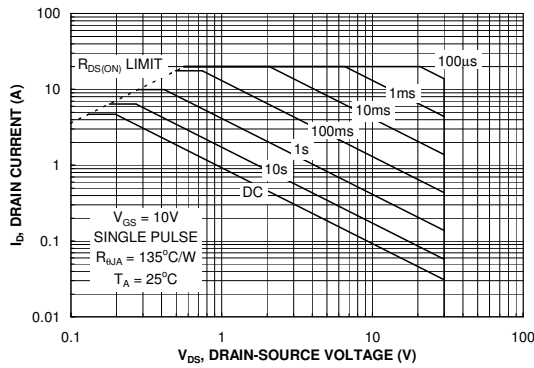 100
10
1
0.1
0.01
I_D, DRAIN CURRENT (A)
R_DS(ON) LIMIT
100μs
1ms
10ms
100ms
1s
10s
DC
V_GS = 10V
SINGLE PULSE
R_θJA = 135°C/W
T_A = 25°C
0.1 1 10 100
V_DS, DRAIN-SOURCE VOLTAGE (V)